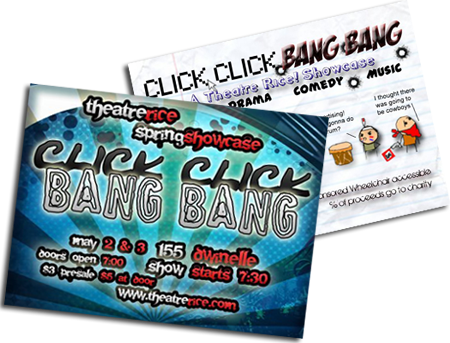 theatrerice
springshowcase
CLICK CLICK
BANG BANG
may 2 & 3 155 dwinelle
doors open 7:00 show starts 7:30
$3 presale $5 at door
www.theatrerice.com
CLICK CLICK BANG BANG
A Theatre Rice! Showcase
DRAMA COMEDY MUSIC
I thought there
was going to
be cowboys!
Wheelchair accessible
% of proceeds go to charity